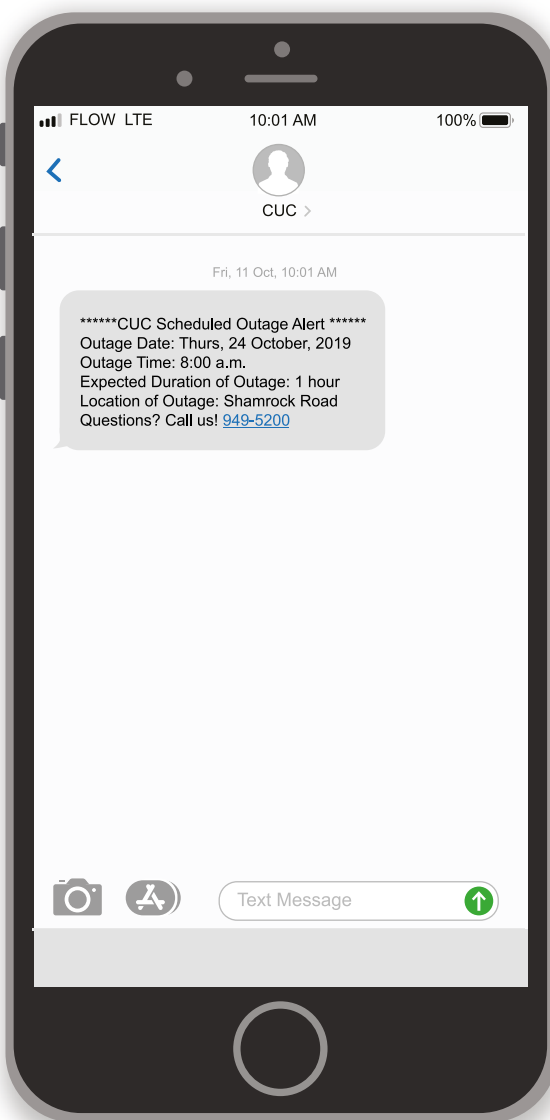 FLOW LTE 10:01 AM 100%
CUC
Fri, 11 Oct, 10:01 AM
******CUC Scheduled Outage Alert ******
Outage Date: Thurs, 24 October, 2019
Outage Time: 8:00 a.m.
Expected Duration of Outage: 1 hour
Location of Outage: Shamrock Road
Questions? Call us! 949-5200
Text Message